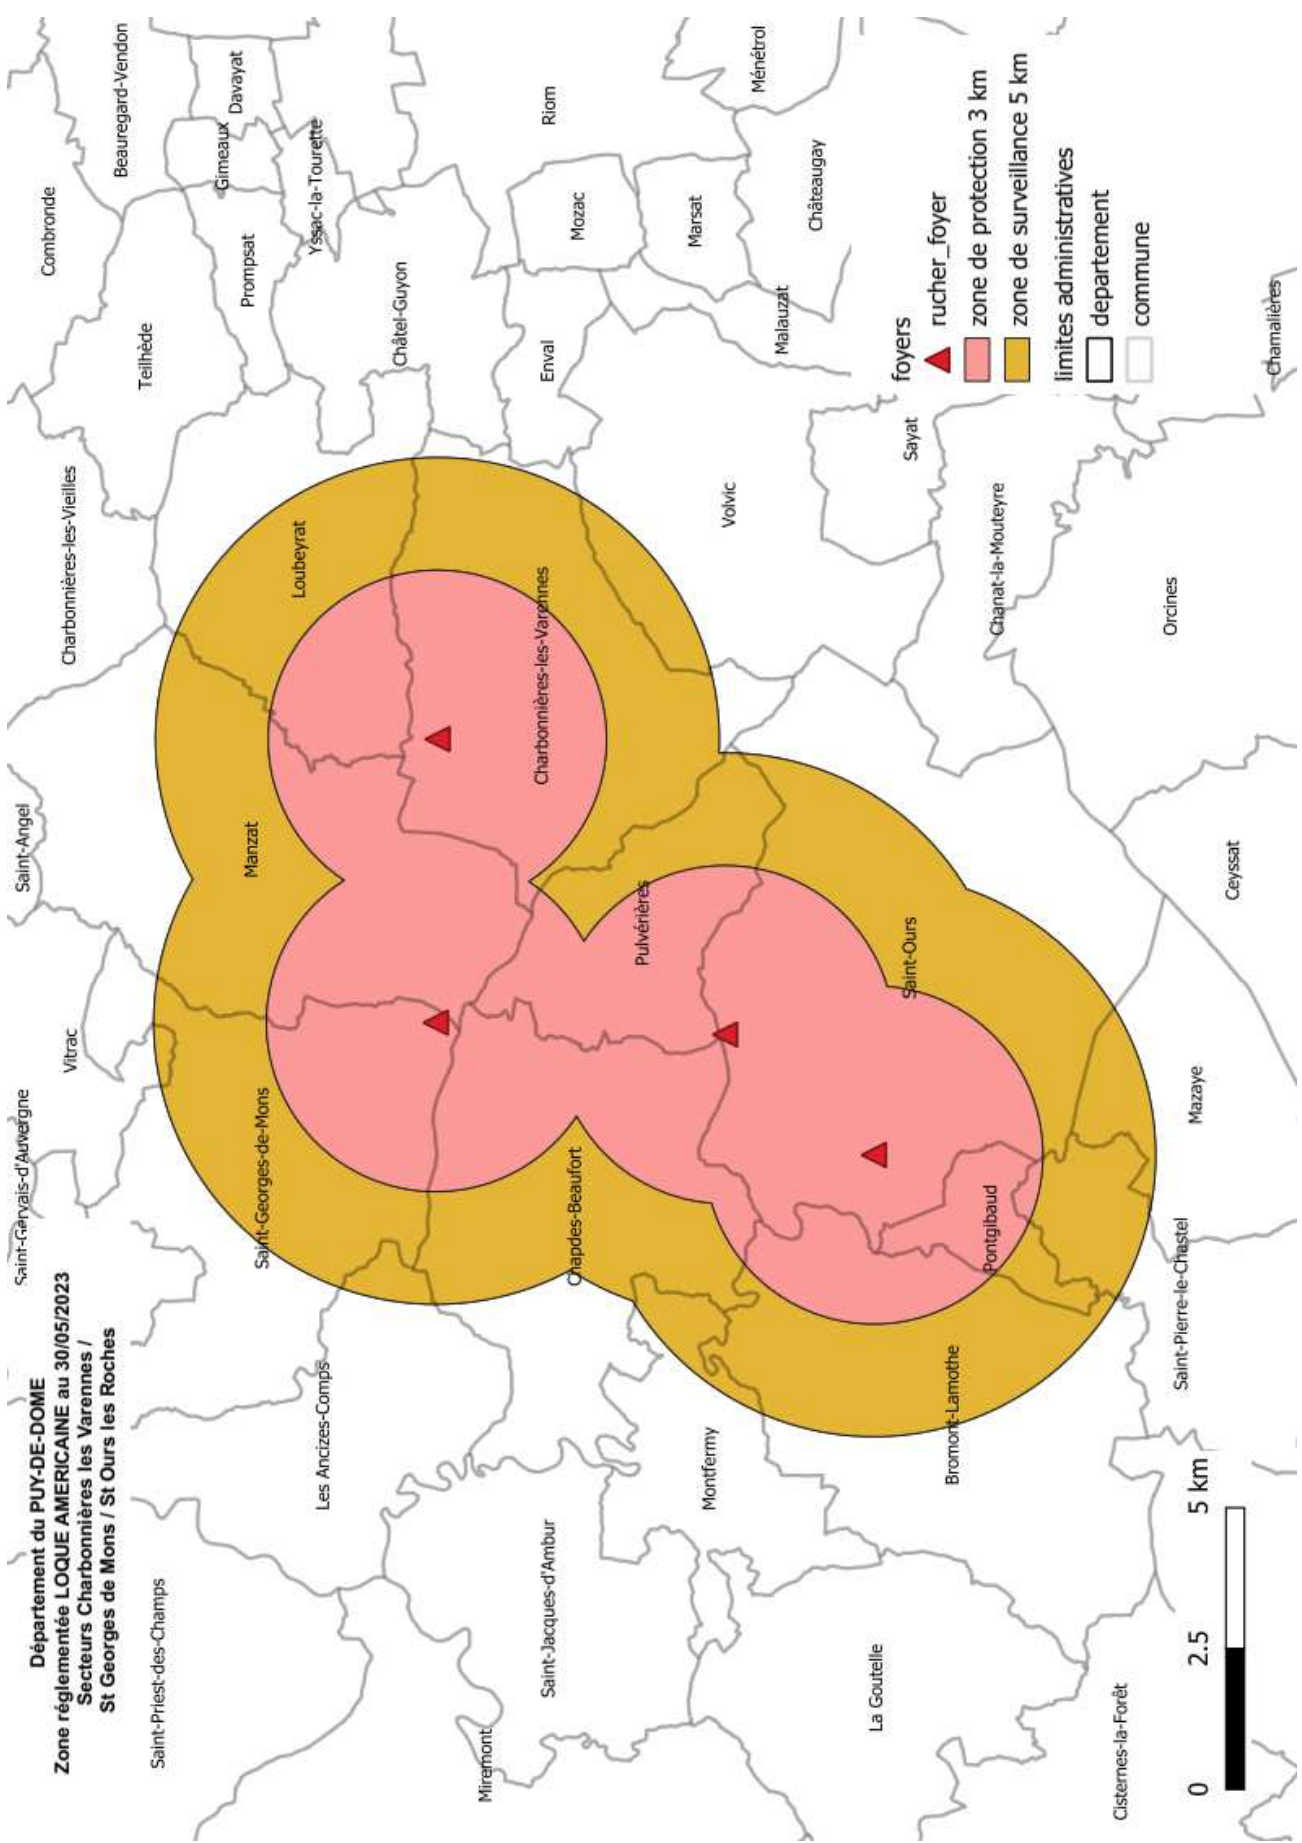 Département du PUY-DE-DOME
Zone réglementée LOQUE AMERICAINE au 30/05/2023
Secteurs Charbonnières les Varennes /
St Georges de Mons / St Ours les Roches
Saint-Gervais-d'Auvergne
Saint-Angel
Combronde
Vitrac
Charbonnières-les-Vieilles
Beauregard-Vendon
Teilhède
Saint-Priest-des-Champs
Davayat
Gimeaux
Prompsat
Manzat
Saint-Georges-de-Mons
Loubeyrat
Yssac-la-Tourette
Les Ancizes-Comps
Châtel-Guyon
Miremont
Saint-Jacques-d'Ambur
Charbonnières-les-Varennes
Enval
Riom
Chapdes-Beaufort
Mozac
Pulvérières
Marsat
Montfermy
Volvic
Ménétrol
Malauzat
Châteaugay
La Goutelle
Saint-Ours
Sayat
Bromont-Lamothe
Pontgibaud
Chanat-la-Mouteyre
Cisternes-la-Forêt
Orcines
Saint-Pierre-le-Chastel
Mazaye
Ceyssat
Chamalières
foyers
rucher_foyer
zone de protection 3 km
zone de surveillance 5 km
limites administratives
departement
commune
0 2.5 5 km